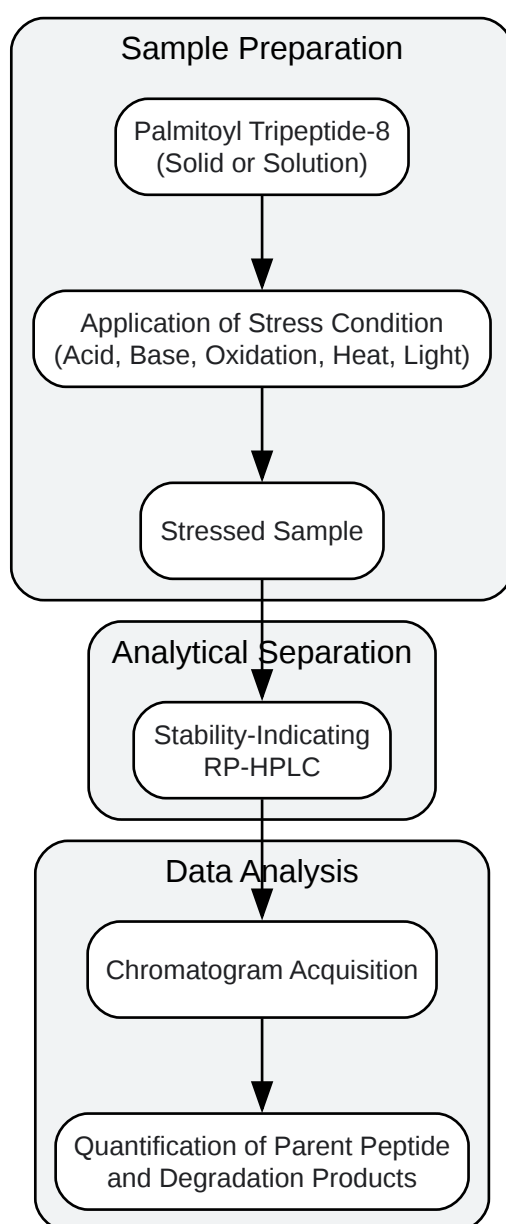 Sample Preparation
Palmitoyl Tripeptide-8
(Solid or Solution)
Application of Stress Condition
(Acid, Base, Oxidation, Heat, Light)
Stressed Sample
Analytical Separation
Stability-Indicating
RP-HPLC
Data Analysis
Chromatogram Acquisition
Quantification of Parent Peptide
and Degradation Products